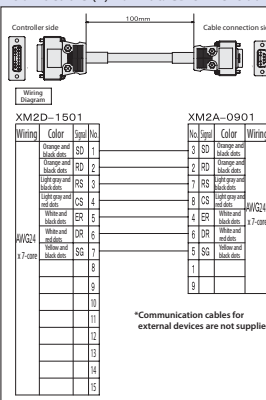 100mm
Controller side
Cable connection si
Wiring
Diagram
XM2D-1501
XM2A-0901
Wiring Color Signal No.
No. Signal Color Wiring
Orange and black dots SD 1
3 SD Orange and black dots
Orange and black dots RD 2
2 RD Orange and black dots
Light gray and black dots RS 3
7 RS Light gray and black dots
Light gray and red dots CS 4
8 CS Light gray and red dots
White and black dots ER 5
4 ER White and black dots
White and red dots DR 6
6 DR White and red dots
Yellow and black dots SG 7
5 SG Yellow and black dots
AWG24
x 7-core
AWG24
x 7-core
8
1
9
9
10
11
12
13
14
15
*Communication cables for
external devices are not supplie